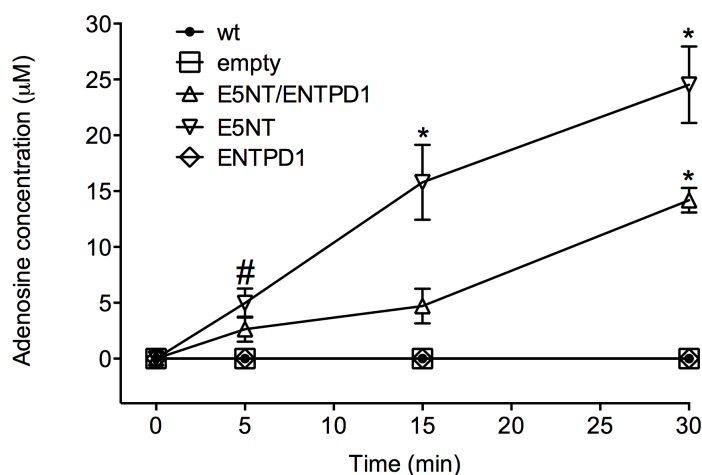 Adenosine concentration (μM)
30
25
20
15
10
5
0
wt
empty
E5NT/ENTPD1
E5NT
ENTPD1
#
*
*
*
0
5
10
15
20
25
30
Time (min)